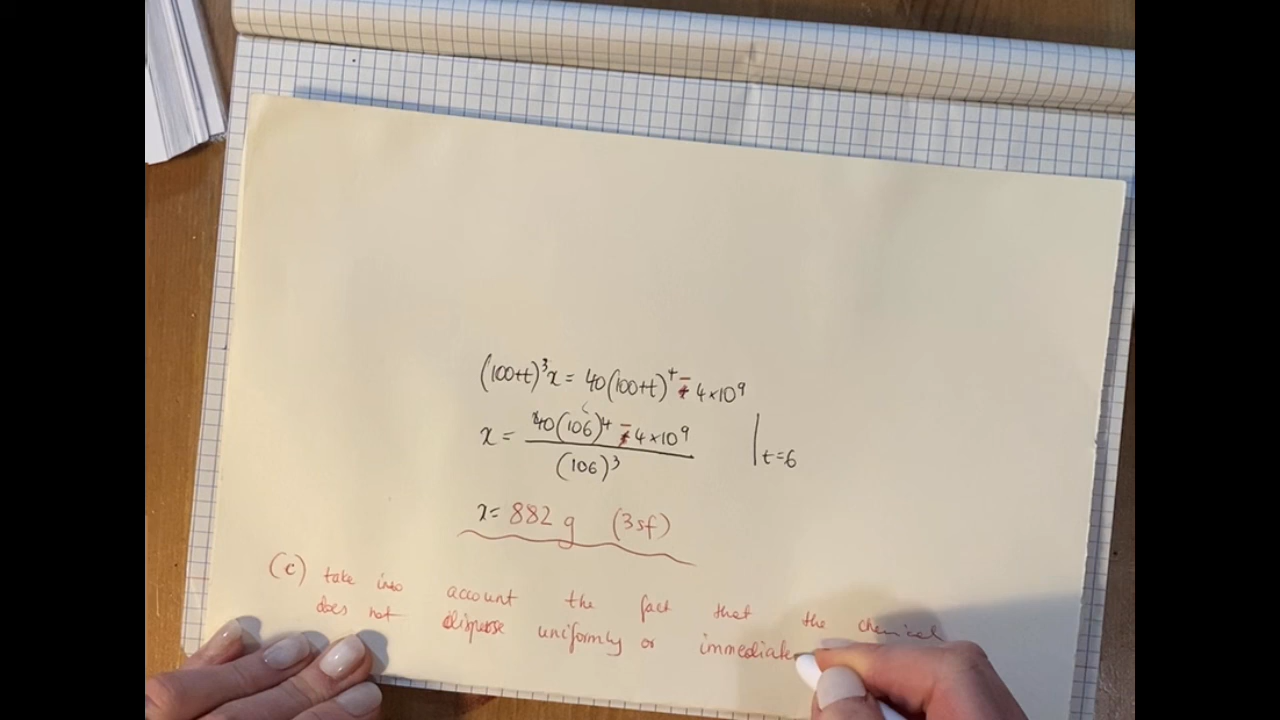 (100+t)³x = 40(100+t)⁴ - 4×10⁹
x = 40(106)⁴ - 4×10⁹ / (106)³ | t=6
x = 882 g (3sf)
(c) take into account the fact that the chemical
does not disperse uniformly or immediate